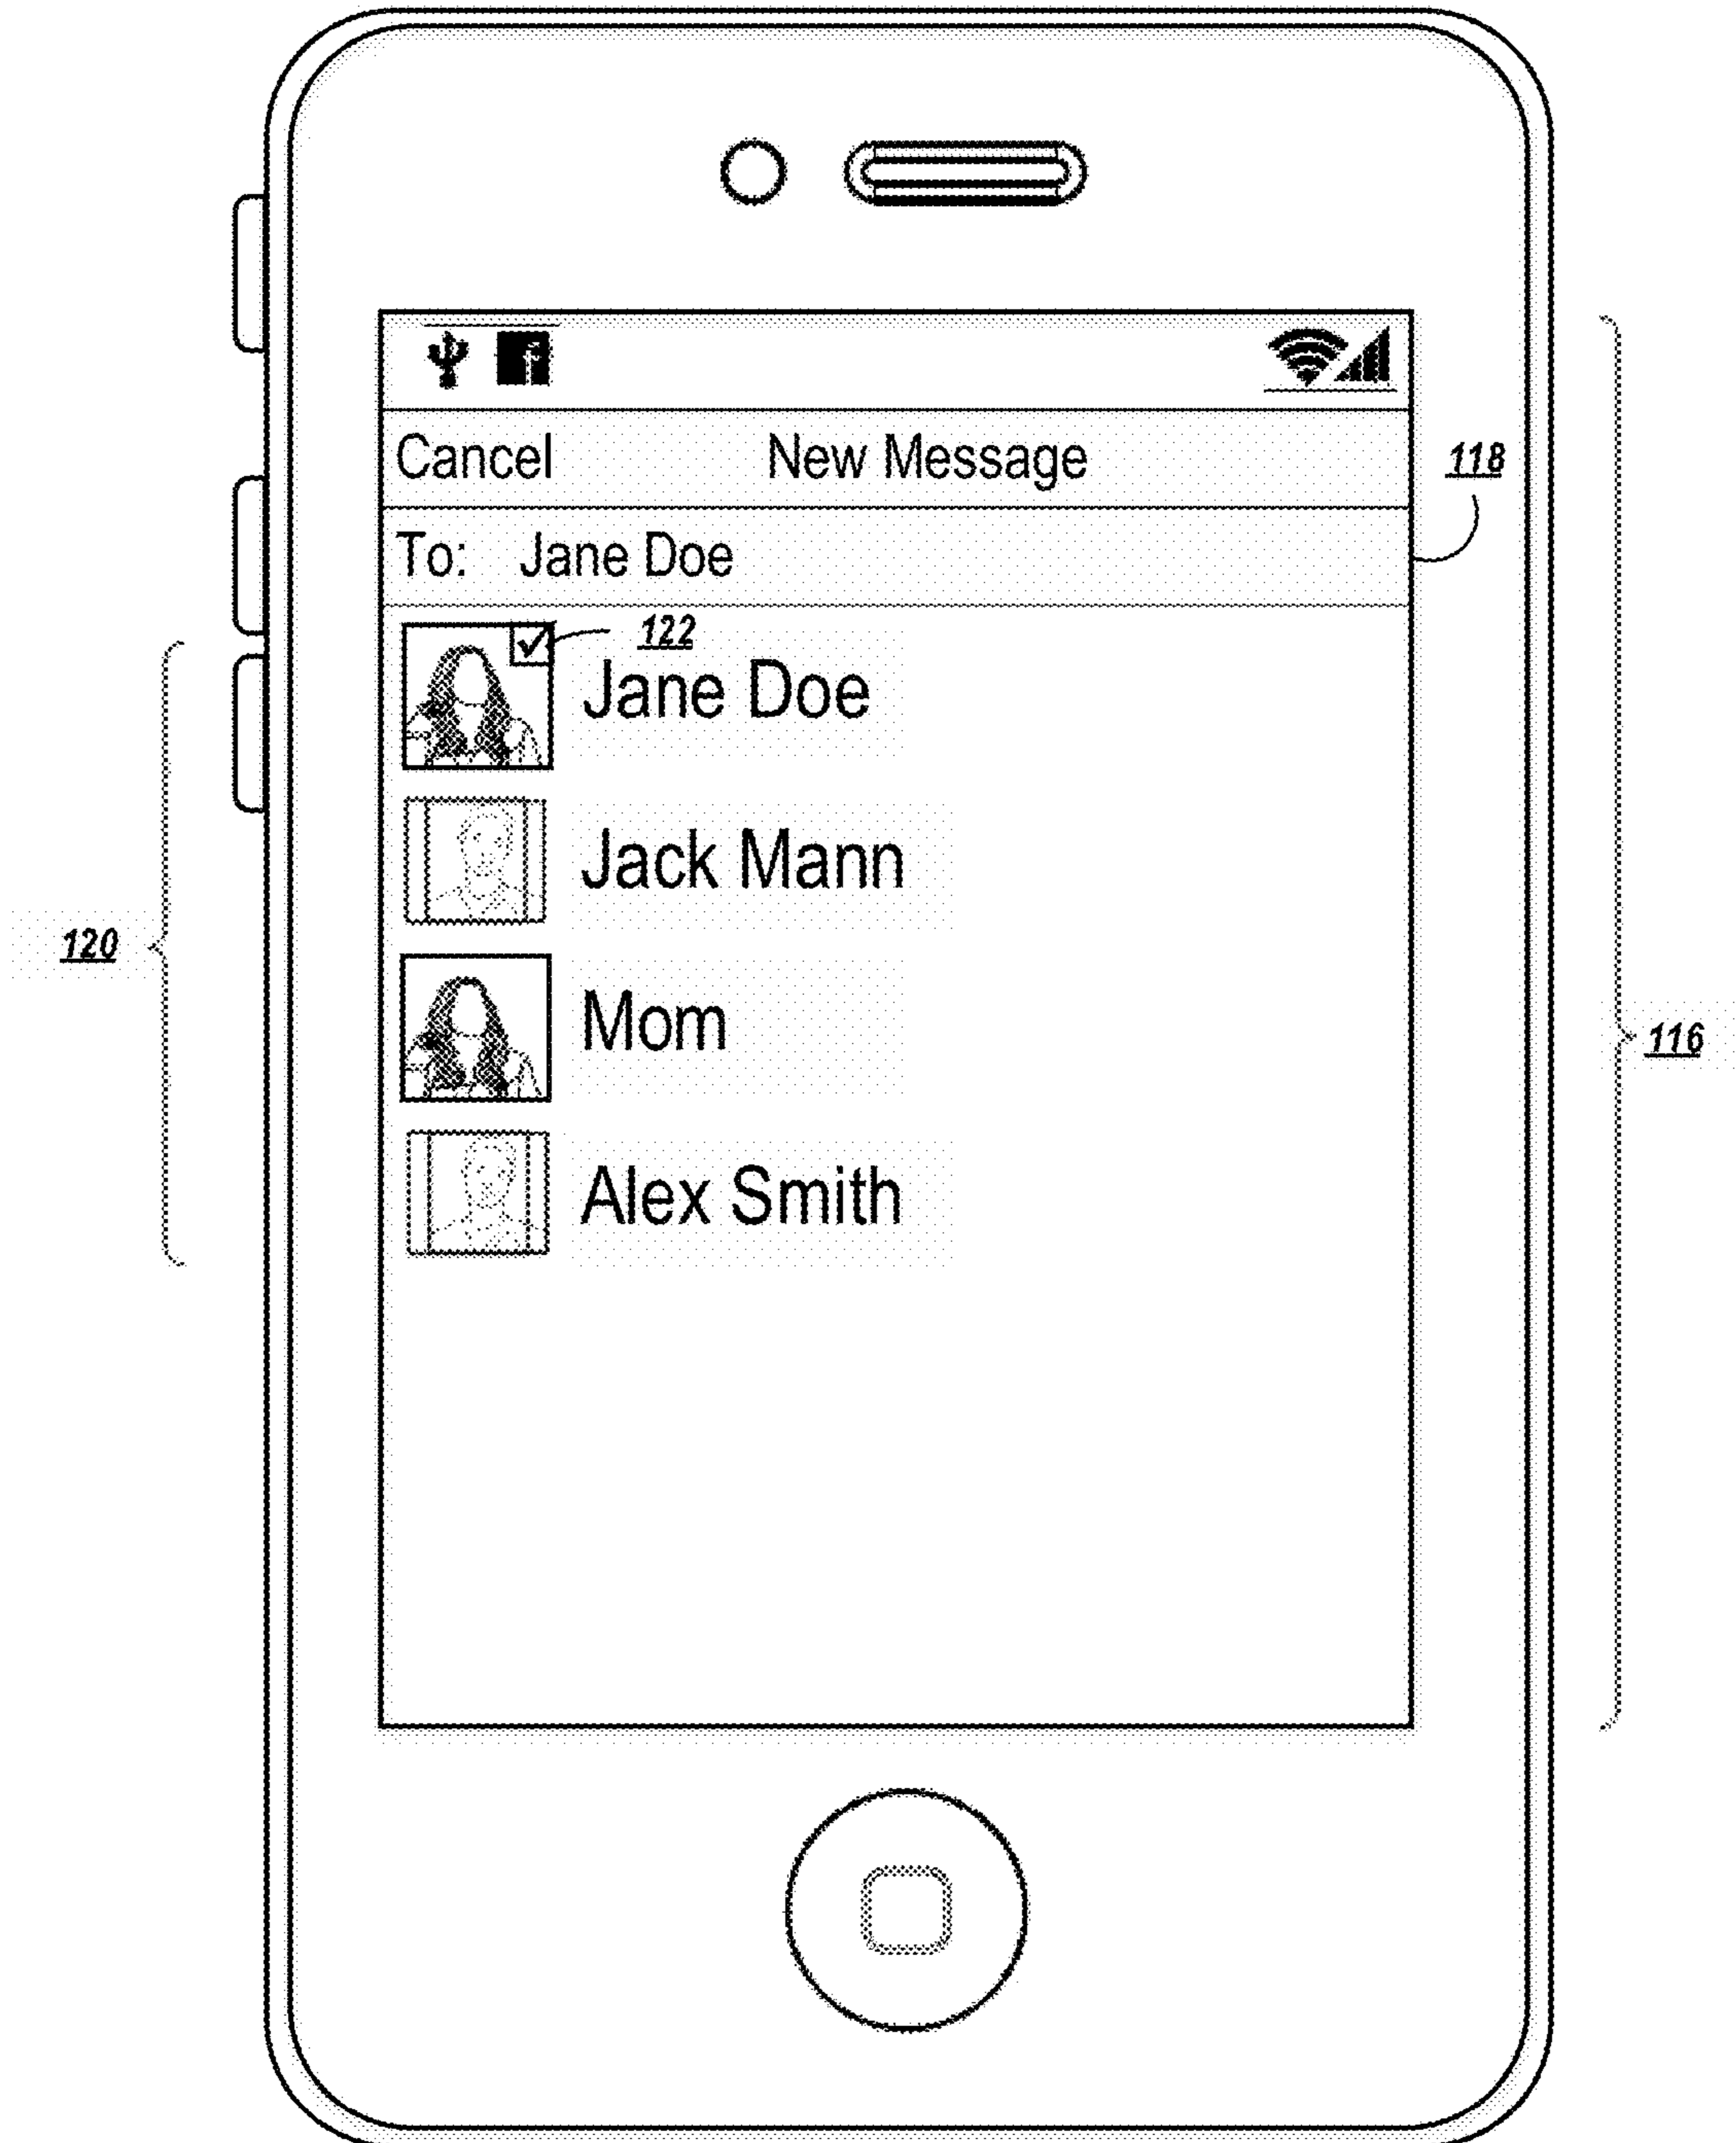 Cancel New Message
118
To: Jane Doe
122
Jane Doe
Jack Mann
120
Mom
116
Alex Smith